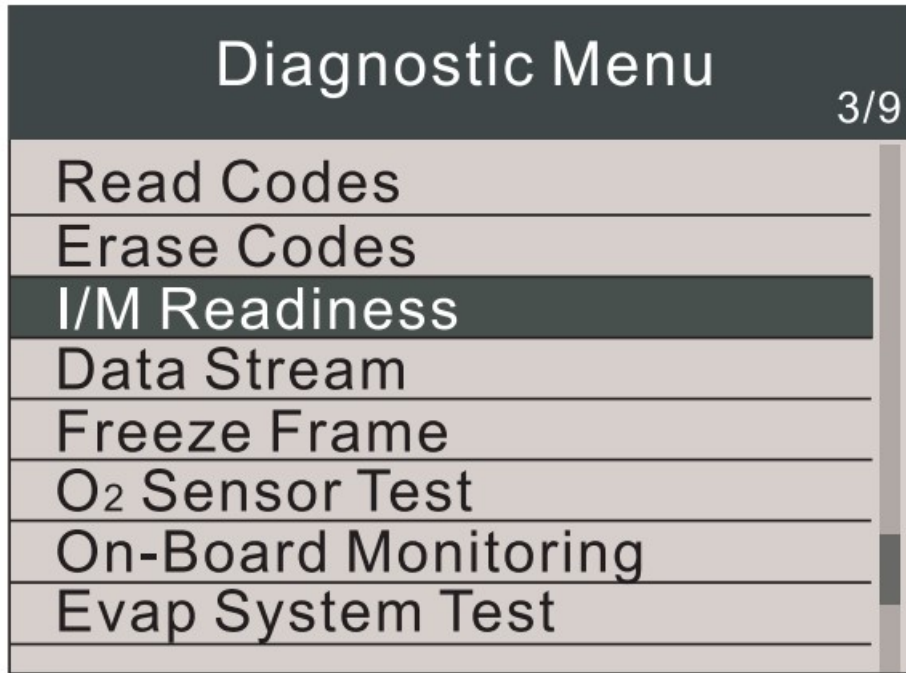 Diagnostic Menu
3/9
Read Codes
Erase Codes
I/M Readiness
Data Stream
Freeze Frame
O₂ Sensor Test
On-Board Monitoring
Evap System Test